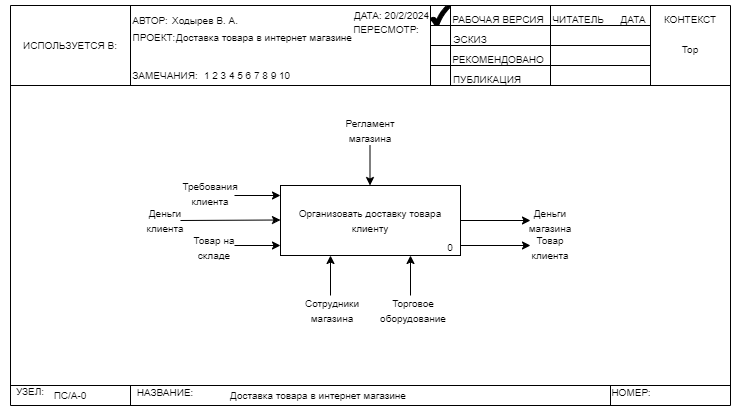 ИСПОЛЬЗУЕТСЯ В:
АВТОР: Ходырев В. А.
ДАТА: 20/2/2024
ПРОЕКТ:Доставка товара в интернет магазине
ПЕРЕСМОТР:
ЗАМЕЧАНИЯ: 1 2 3 4 5 6 7 8 9 10
РАБОЧАЯ ВЕРСИЯ
ЭСКИЗ
РЕКОМЕНДОВАНО
ПУБЛИКАЦИЯ
ЧИТАТЕЛЬ ДАТА
КОНТЕКСТ
Top
Регламент
магазина
Требования
клиента
Деньги
клиента
Товар на
складе
Организовать доставку товара
клиенту
0
Деньги
магазина
Товар
клиента
Сотрудники
магазина
Торговое
оборудование
УЗЕЛ: ПС/А-0
НАЗВАНИЕ: Доставка товара в интернет магазине
НОМЕР: